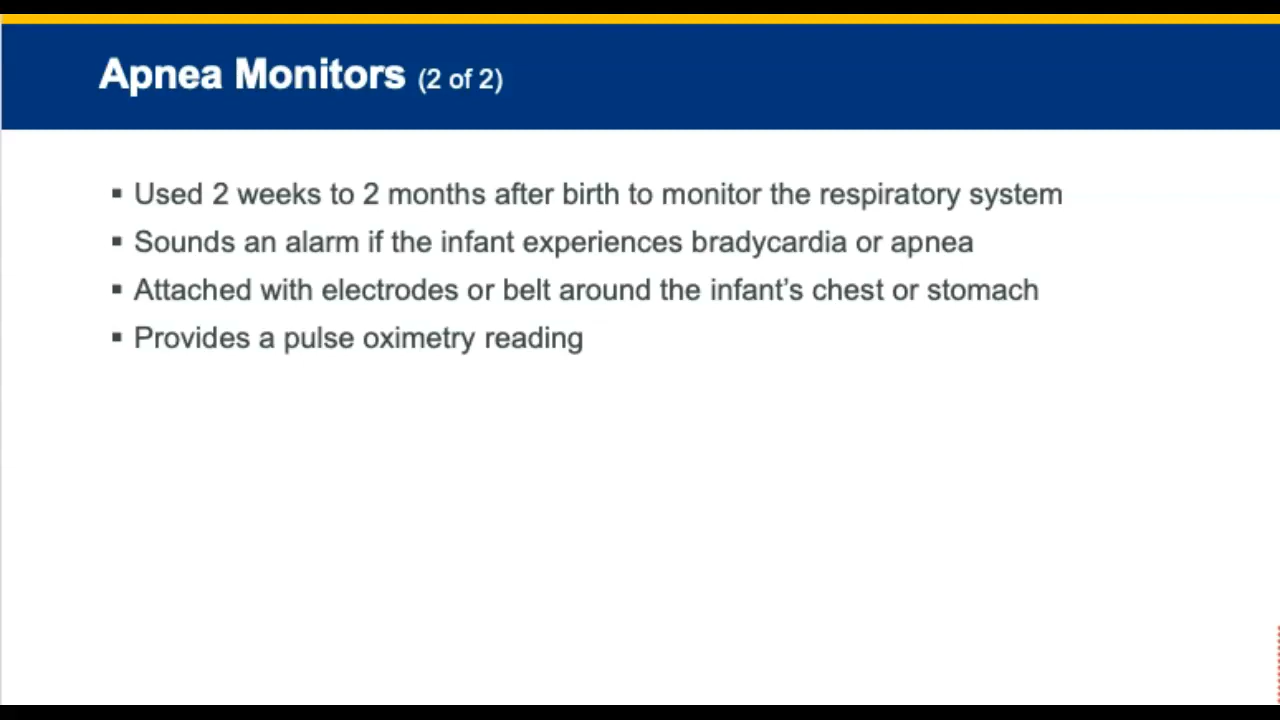 Apnea Monitors (2 of 2)
▪ Used 2 weeks to 2 months after birth to monitor the respiratory system
▪ Sounds an alarm if the infant experiences bradycardia or apnea
▪ Attached with electrodes or belt around the infant’s chest or stomach
▪ Provides a pulse oximetry reading